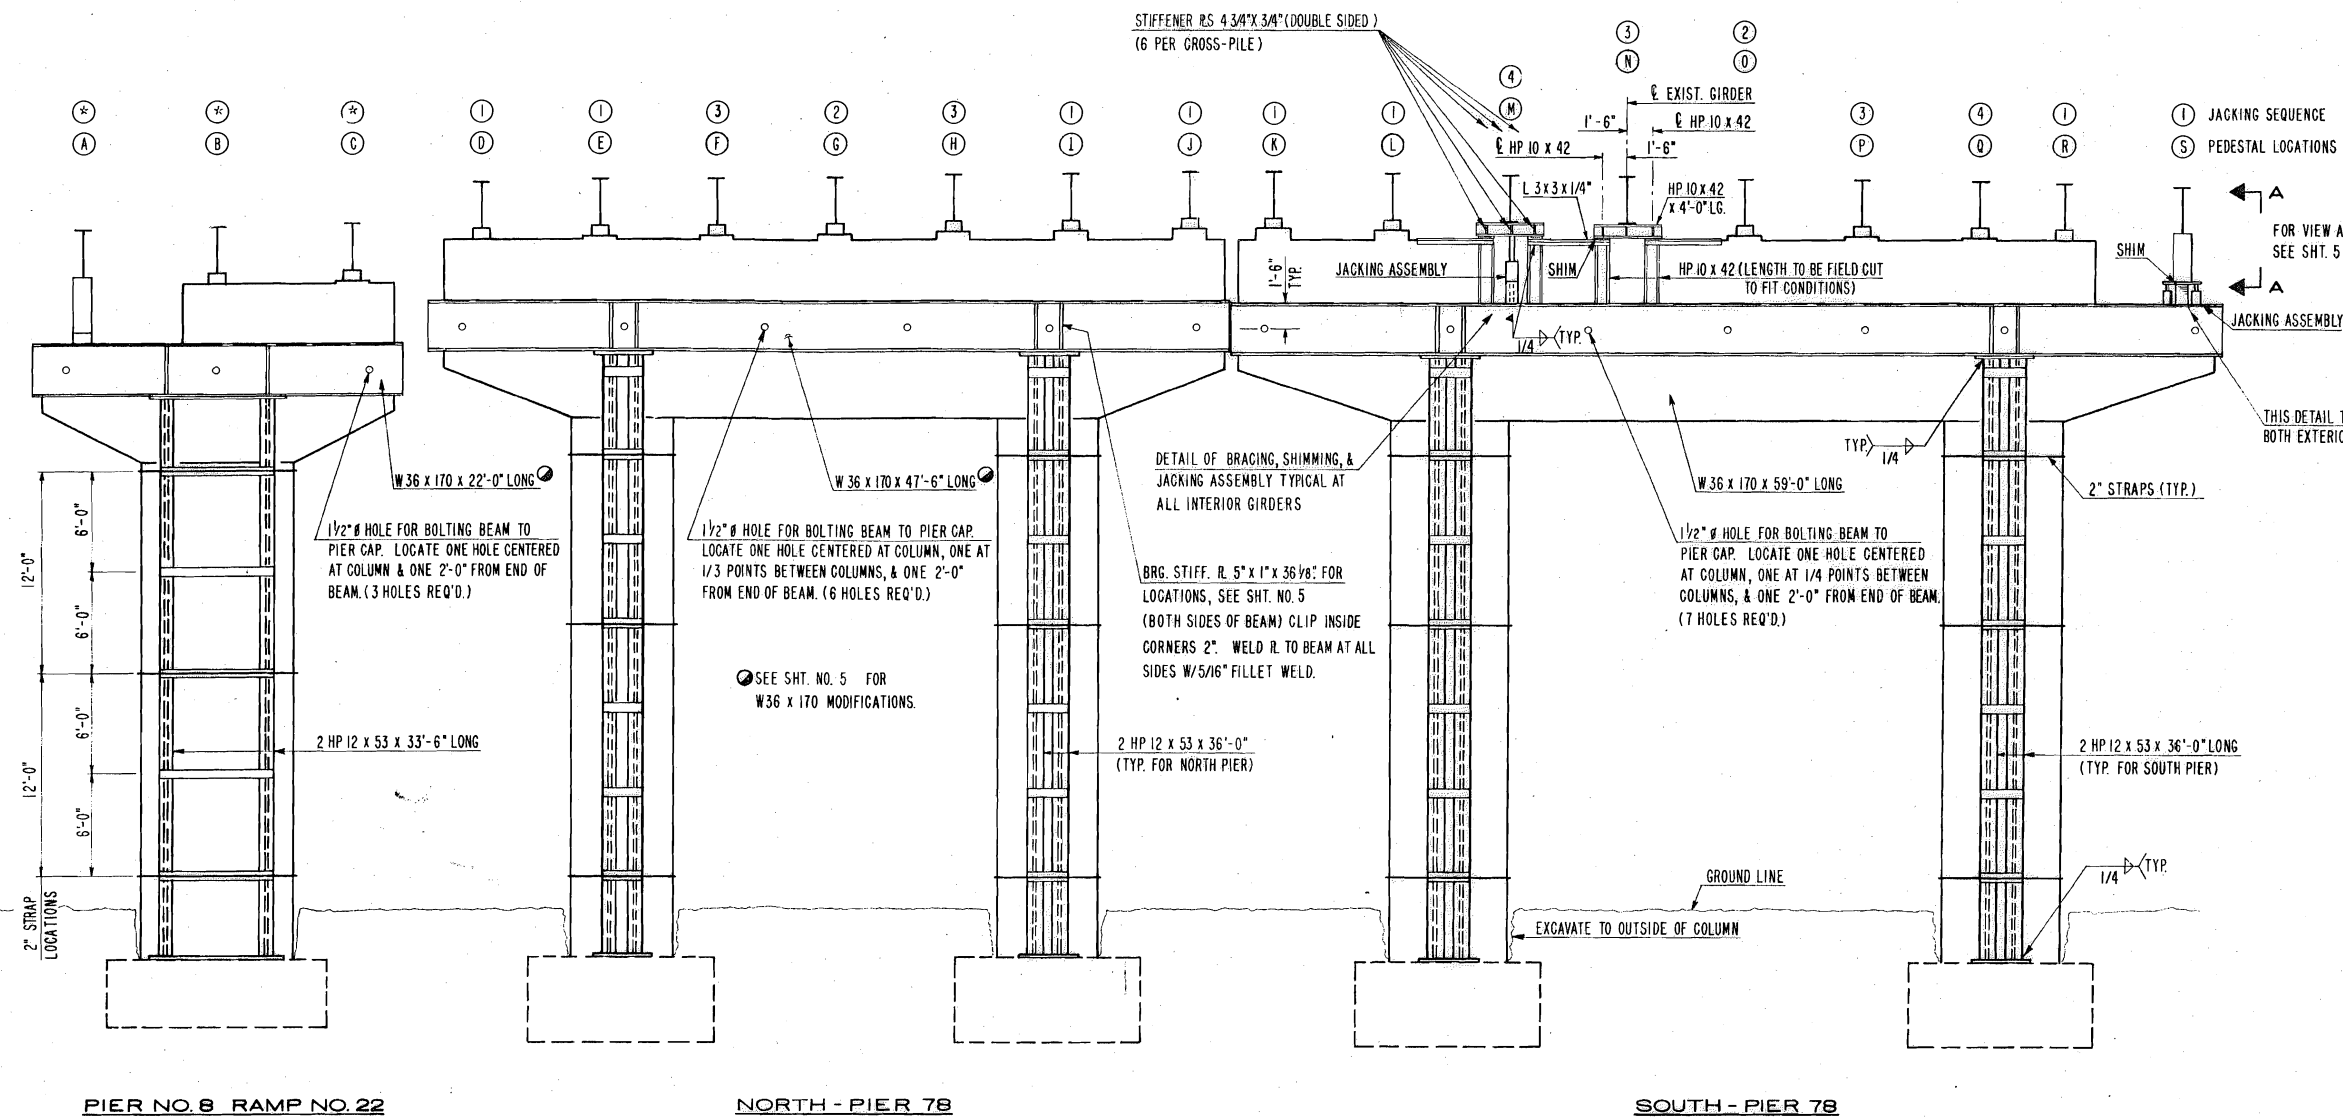 STIFFENER ℞S 4 3/4" X 3/4" (DOUBLE SIDED)
(6 PER CROSS-PILE)
3
N
2
O
4
M
℄ EXIST. GIRDER
1'-6"
℄ HP 10 X 42
℄ HP 10 X 42
1'-6"
* * * 1 1 3 2 3 1 1 1 1 3 4 1 1 JACKING SEQUENCE
A B C D E F G H I J K L P Q R S PEDESTAL LOCATIONS
L 3x3x1/4"
HP 10 X 42
X 4'-0" LG.
A
FOR VIEW A
SEE SHT. 5
A
SHIM
1'-6"
TYP.
JACKING ASSEMBLY
SHIM
HP 10 X 42 (LENGTH TO BE FIELD CUT
TO FIT CONDITIONS)
JACKING ASSEMBLY
1/4 TYP.
THIS DETAIL
BOTH EXTERIO
TYP.
1/4
W 36 X 170 X 22'-0" LONG
W 36 X 170 X 47'-6" LONG
W 36 X 170 X 59'-0" LONG
2" STRAPS (TYP.)
DETAIL OF BRACING, SHIMMING, &
JACKING ASSEMBLY TYPICAL AT
ALL INTERIOR GIRDERS
1 1/2" Ø HOLE FOR BOLTING BEAM TO
PIER CAP. LOCATE ONE HOLE CENTERED
AT COLUMN & ONE 2'-0" FROM END OF
BEAM. (3 HOLES REQ'D.)
1 1/2" Ø HOLE FOR BOLTING BEAM TO PIER CAP.
LOCATE ONE HOLE CENTERED AT COLUMN, ONE AT
1/3 POINTS BETWEEN COLUMNS, & ONE 2'-0"
FROM END OF BEAM. (6 HOLES REQ'D.)
BRG. STIFF. ℞ 5" X 1" X 36 1/8". FOR
LOCATIONS, SEE SHT. NO. 5
(BOTH SIDES OF BEAM) CLIP INSIDE
CORNERS 2". WELD ℞ TO BEAM AT ALL
SIDES W/5/16" FILLET WELD.
1 1/2" Ø HOLE FOR BOLTING BEAM TO
PIER CAP. LOCATE ONE HOLE CENTERED
AT COLUMN, ONE AT 1/4 POINTS BETWEEN
COLUMNS, & ONE 2'-0" FROM END OF BEAM.
(7 HOLES REQ'D.)
12'-0"
12'-0"
6'-0"
6'-0"
6'-0"
6'-0"
2" STRAP
LOCATIONS
SEE SHT. NO. 5 FOR
W36 X 170 MODIFICATIONS.
2 HP 12 X 53 X 33'-6" LONG
2 HP 12 X 53 X 36'-0"
(TYP. FOR NORTH PIER)
2 HP 12 X 53 X 36'-0" LONG
(TYP. FOR SOUTH PIER)
GROUND LINE
EXCAVATE TO OUTSIDE OF COLUMN
1/4 TYP.
PIER NO. 8 RAMP NO. 22
NORTH - PIER 78
SOUTH - PIER 78